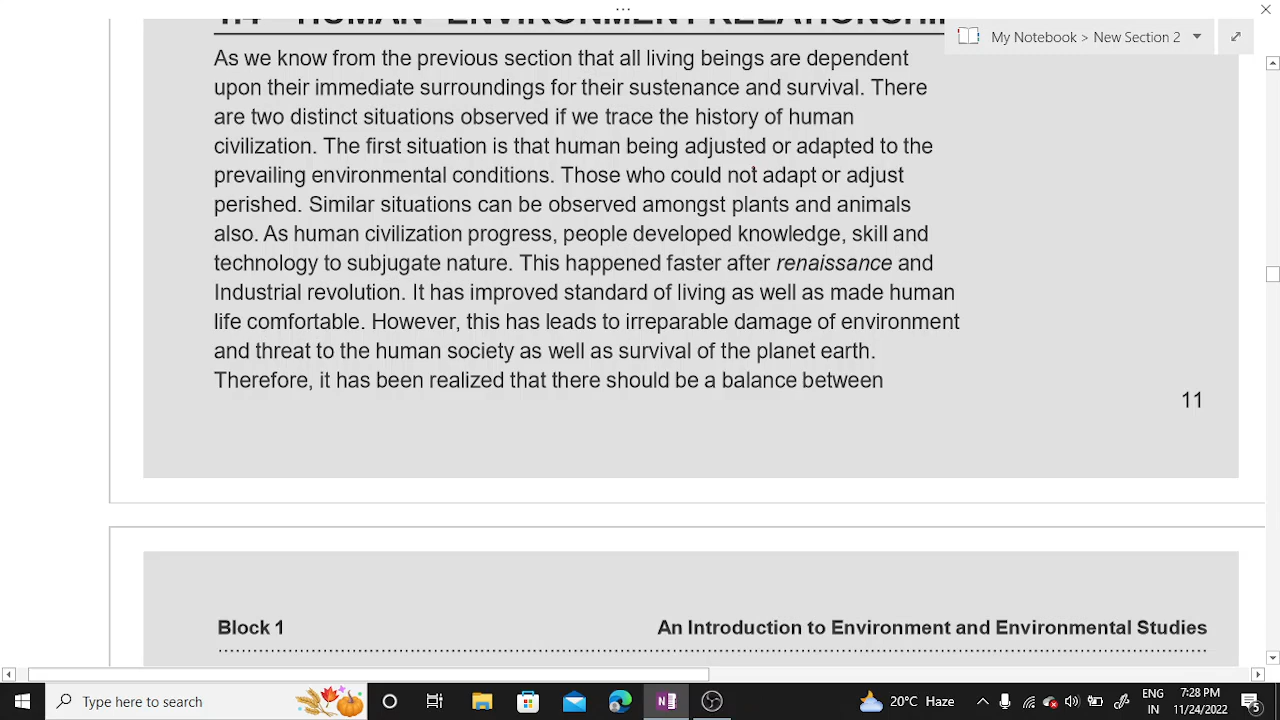 ...
1.4 HUMAN - ENVIRONMENT RELATIONSHI
My Notebook > New Section 2
As we know from the previous section that all living beings are dependent
upon their immediate surroundings for their sustenance and survival. There
are two distinct situations observed if we trace the history of human
civilization. The first situation is that human being adjusted or adapted to the
prevailing environmental conditions. Those who could not adapt or adjust
perished. Similar situations can be observed amongst plants and animals
also. As human civilization progress, people developed knowledge, skill and
technology to subjugate nature. This happened faster after renaissance and
Industrial revolution. It has improved standard of living as well as made human
life comfortable. However, this has leads to irreparable damage of environment
and threat to the human society as well as survival of the planet earth.
Therefore, it has been realized that there should be a balance between
11
Block 1 An Introduction to Environment and Environmental Studies
Type here to search
20°C Haze
ENG
IN
7:28 PM
11/24/2022
5